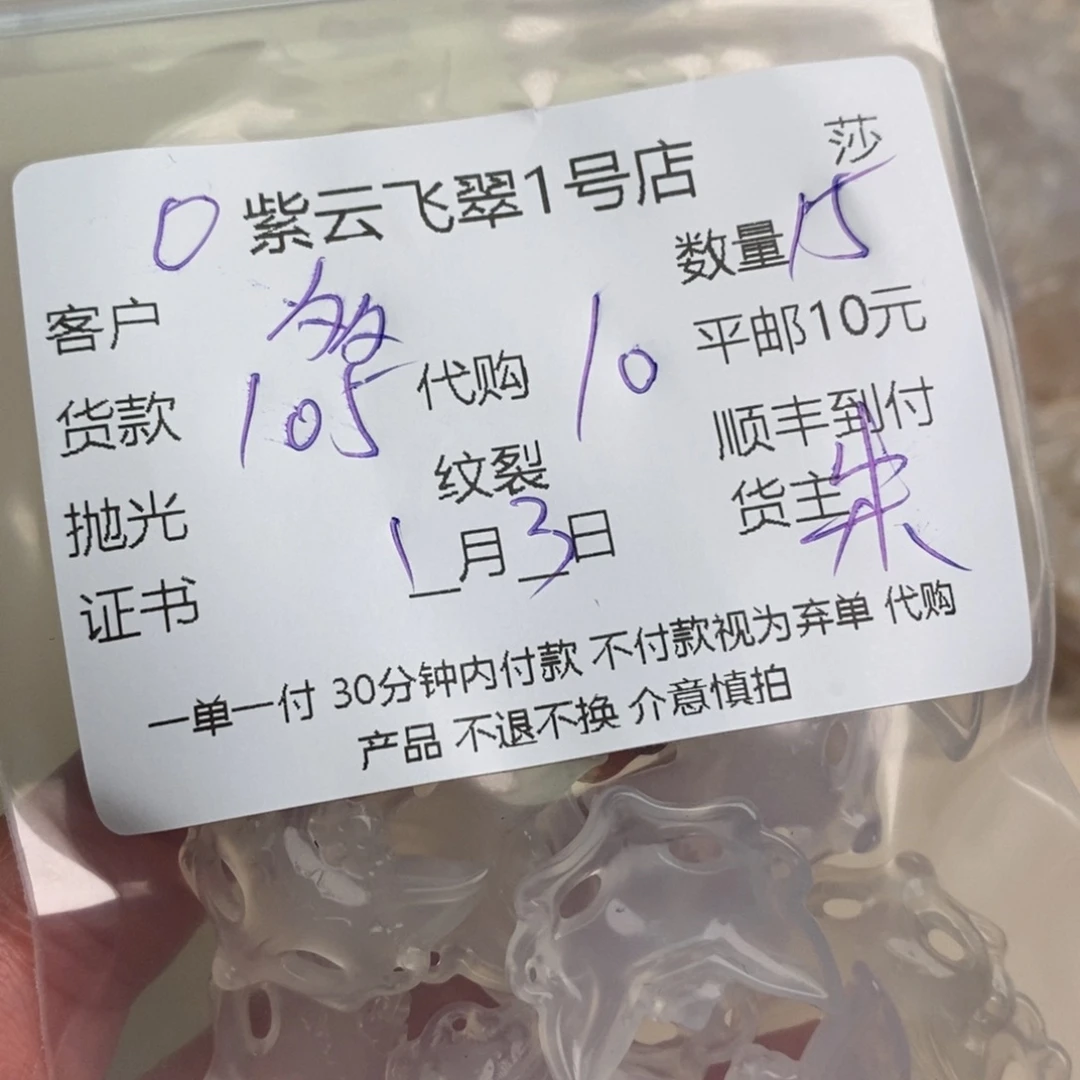 莎
0 紫云飞翠1号店
数量15
客户
平邮10元
货款 105 代购 10
顺丰到付
抛光 纹裂
货主朱
证书 1月3日
一单一付 30分钟内付款 不付款视为弃单 代购
产品 不退不换 介意慎拍